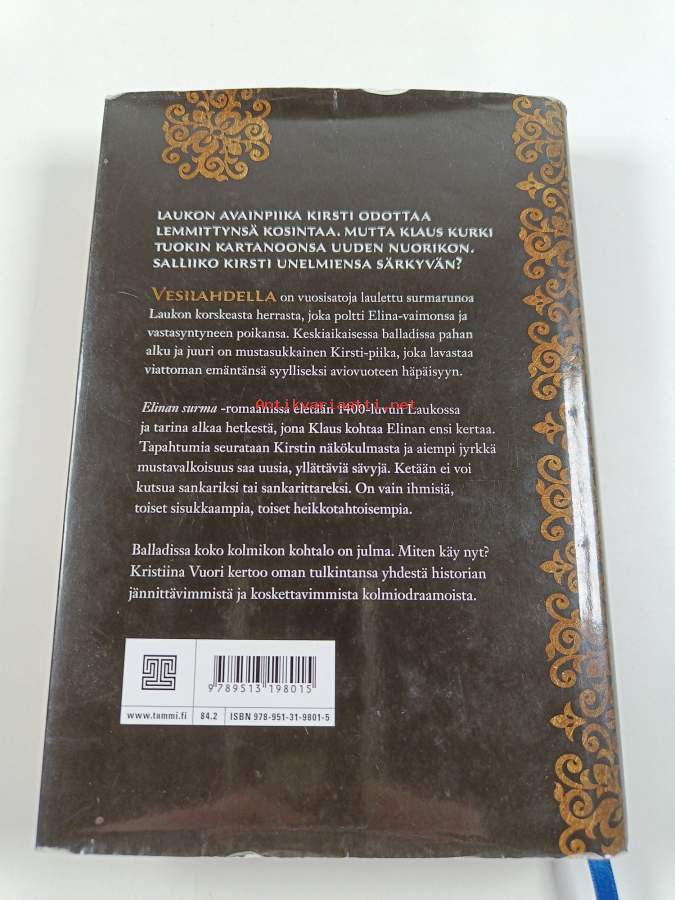 LAUKON AVAINPIIKA KIRSTI ODOTTAA
LEMMITTYNSÄ KOSINTAA. MUTTA KLAUS KURKI
TUOKIN KARTANOONSA UUDEN NUORIKON.
SALLIIKO KIRSTI UNELMIENSA SÄRKYVÄN?
VESILAHDELLA on vuosisatoja laulettu surmarunoa
Laukon korskeasta herrasta, joka poltti Elina-vaimonsa ja
vastasyntyneen poikansa. Keskiaikaisessa balladissa pahan
alku ja juuri on mustasukkainen Kirsti-piika, joka lavastaa
viattoman emäntänsä syylliseksi aviovuoteen häpäisyyn.
Antikvariaatti.net
Elinan surma -romaanissa eletään 1400-luvun Laukossa
ja tarina alkaa hetkestä, jona Klaus kohtaa Elinan ensi kertaa.
Tapahtumia seurataan Kirstin näkökulmasta ja aiempi jyrkkä
mustavalkoisuus saa uusia, yllättäviä sävyjä. Ketään ei voi
kutsua sankariksi tai sankarittareksi. On vain ihmisiä,
toiset sisukkaampia, toiset heikkotahtoisempia.
Balladissa koko kolmikon kohtalo on julma. Miten käy nyt?
Kristiina Vuori kertoo oman tulkintansa yhdestä historian
jännittävimmistä ja koskettavimmista kolmiodraamoista.
9789513198015
www.tammi.fi 84.2 ISBN 978-951-31-9801-5